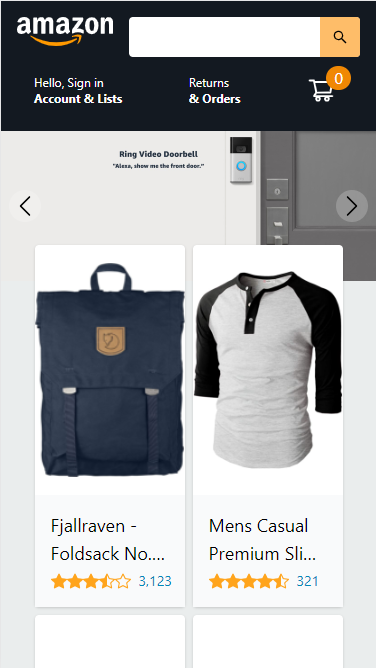 amazon
Hello, Sign in
Account & Lists
Returns
& Orders
0
Ring Video Doorbell
"Alexa, show me the front door."
Fjallraven -
Foldsack No....
3,123
Mens Casual
Premium Sli...
321